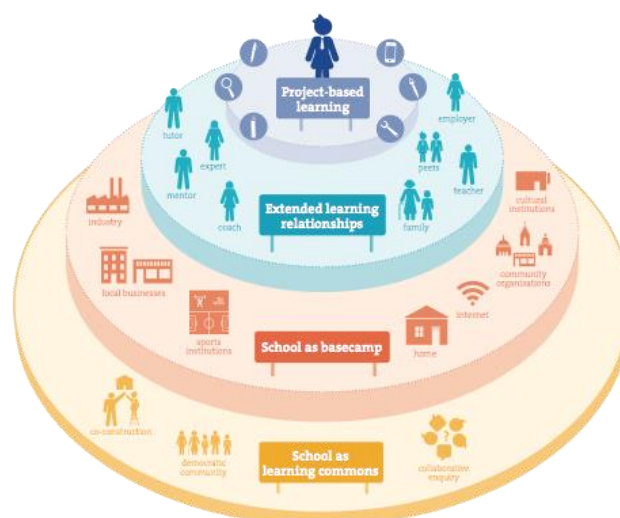 Project-based
learning
tutor
employer
expert
peers
mentor
teacher
coach
Extended learning
relationships
family
cultural
institutions
industry
community
organisations
local businesses
internet
sports
institutions
School as basecamp
home
co-construction
democratic
community
School as
learning commons
collaborative
enquiry